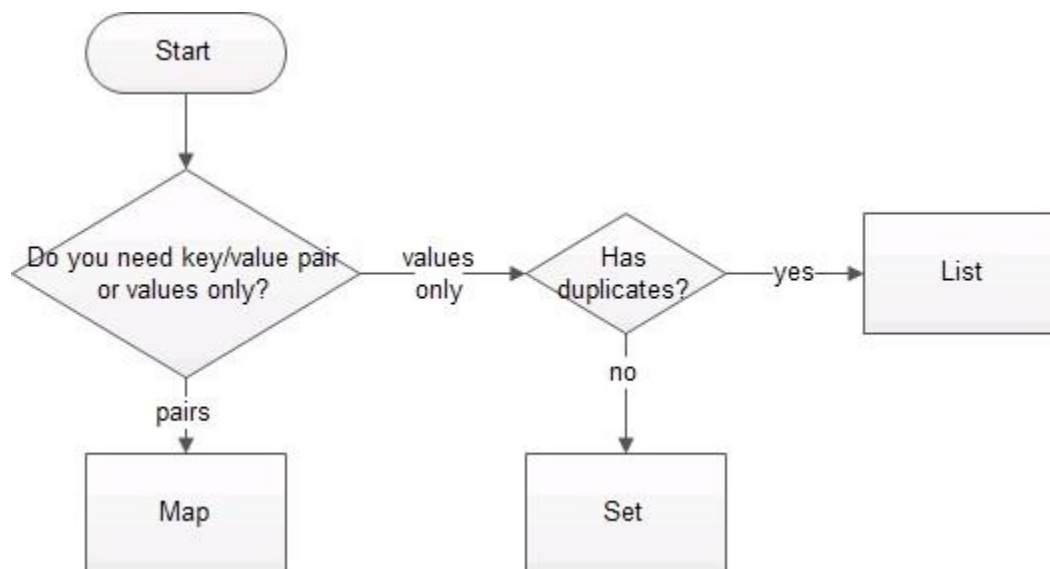 Start
Do you need key/value pair
or values only?
values
only
Has
duplicates?
yes
List
no
pairs
Map
Set